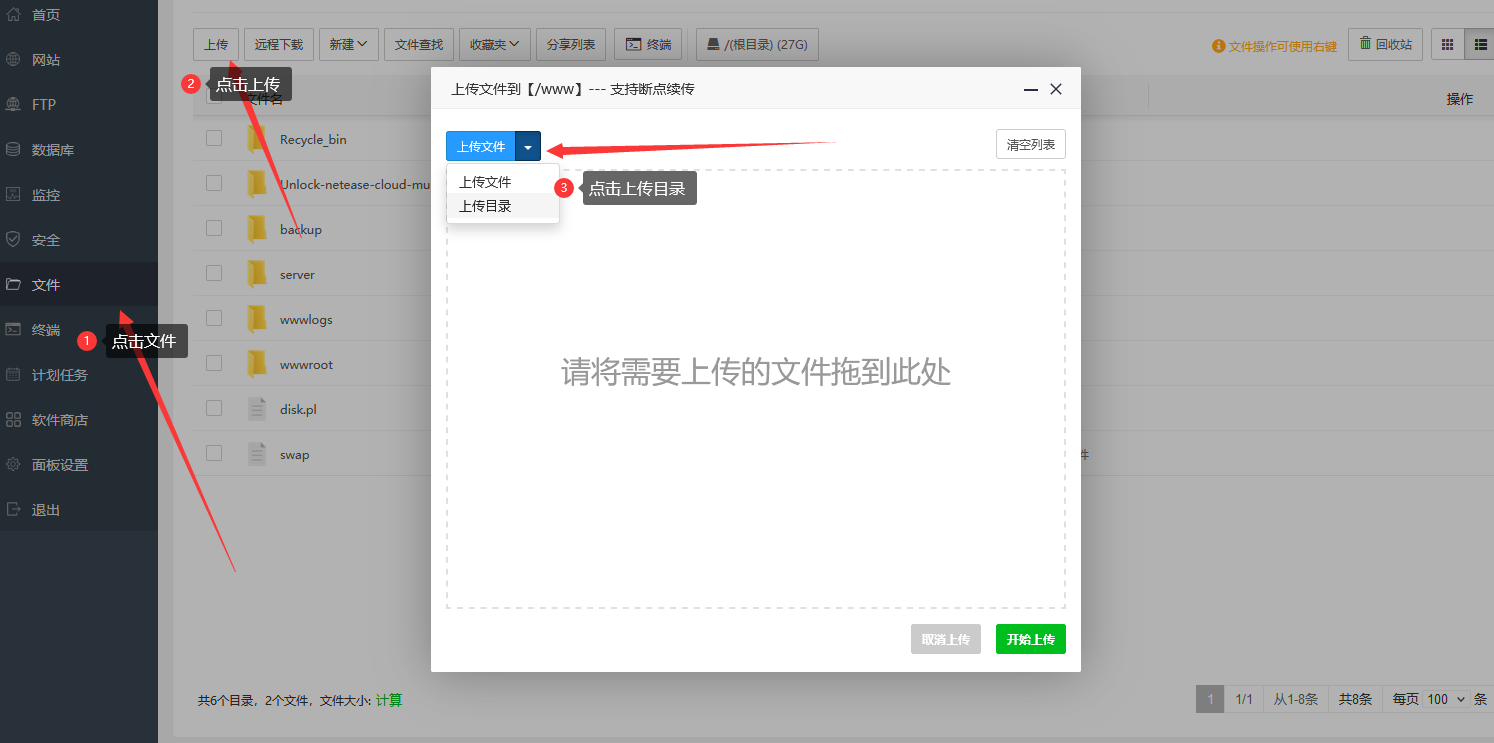 首页
网站
FTP
数据库
监控
安全
文件
终端
计划任务
软件商店
面板设置
退出
1
点击文件
上传
远程下载
新建
文件查找
收藏夹
分享列表
终端
/(根目录) (27G)
文件操作可使用右键
回收站
2
点击上传
文件名
操作
Recycle_bin
Unlock-netease-cloud-mu
backup
server
wwwlogs
wwwroot
disk.pl
swap
件
上传文件到【/www】--- 支持断点续传
上传文件
清空列表
上传文件
上传目录
3
点击上传目录
请将需要上传的文件拖到此处
取消上传
开始上传
共6个目录，2个文件，文件大小: 计算
1
1/1
从1-8条
共8条
每页 100 条